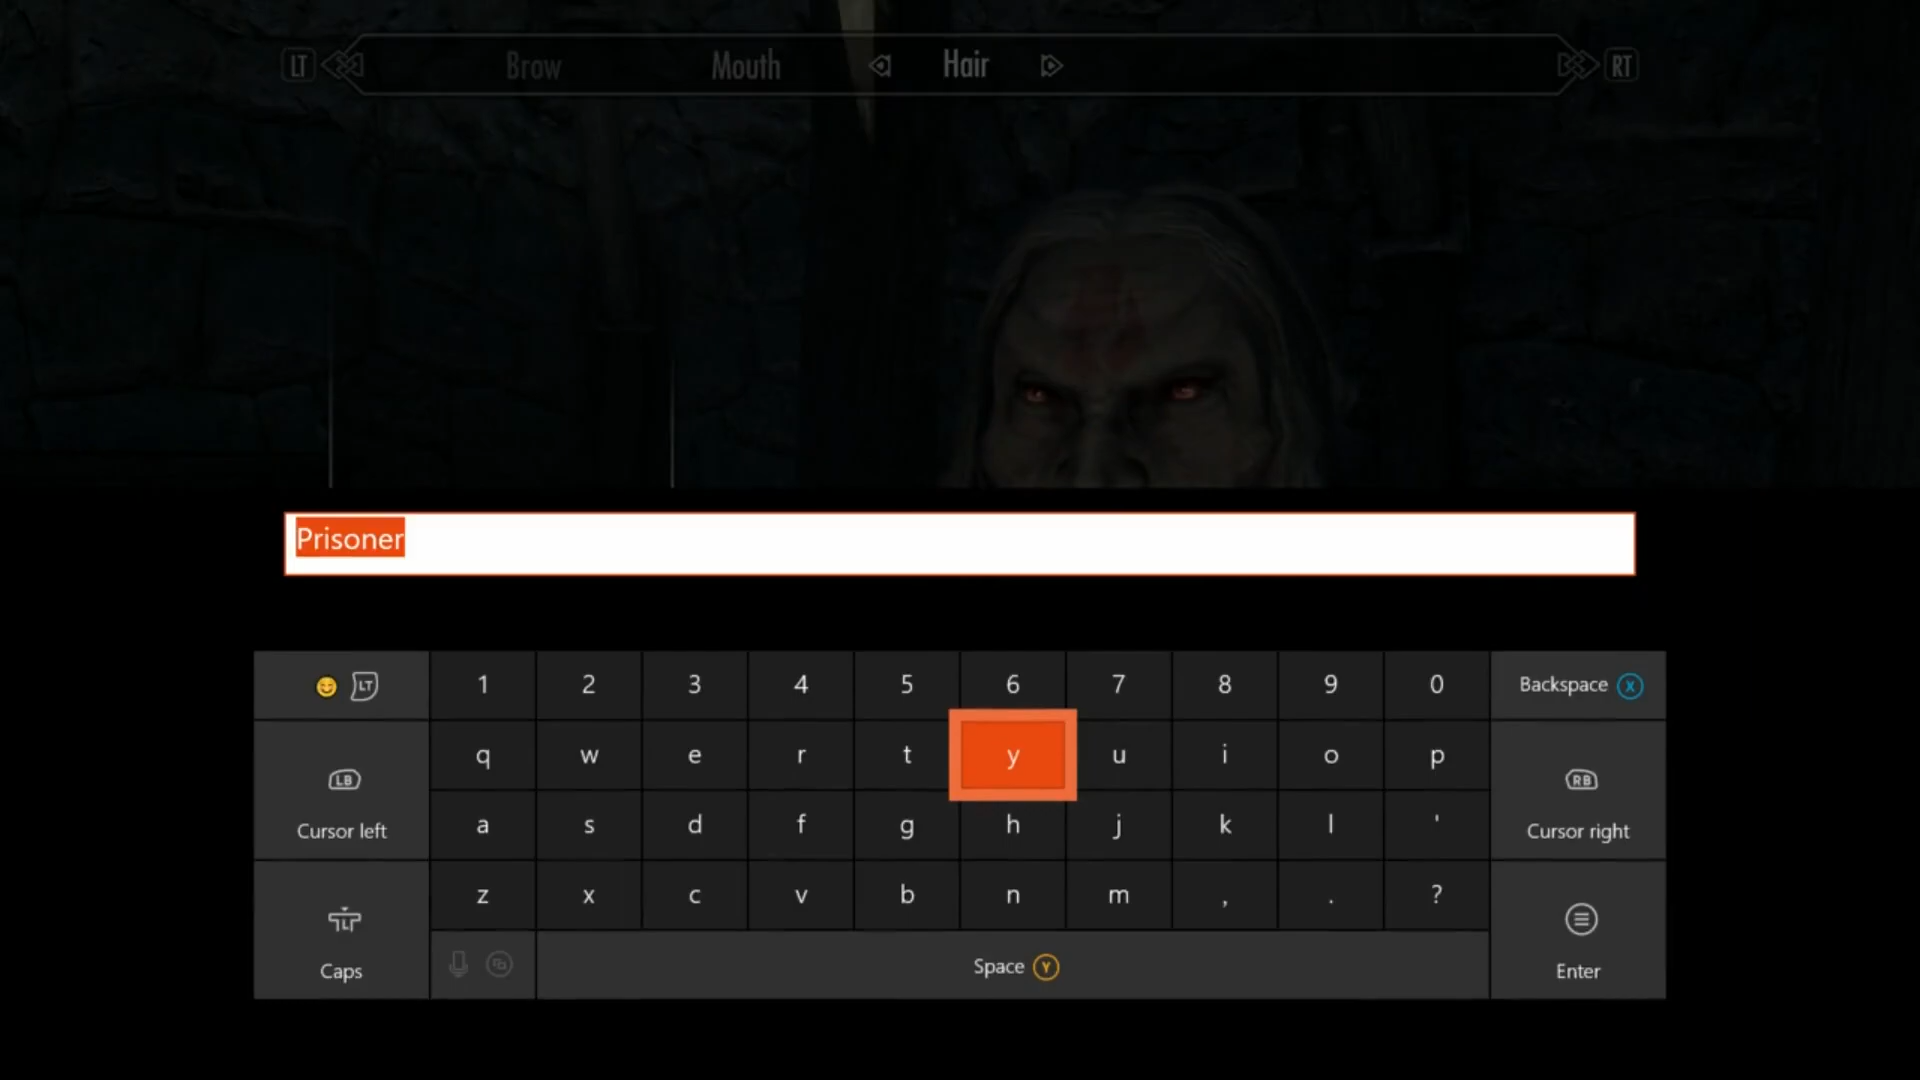 LT Brow Mouth Hair RT
Prisoner
LT 1 2 3 4 5 6 7 8 9 0 Backspace X
q w e r t y u i o p
LB Cursor left a s d f g h j k l ' RB Cursor right
z x c v b n m , . ?
Caps Space Y Enter